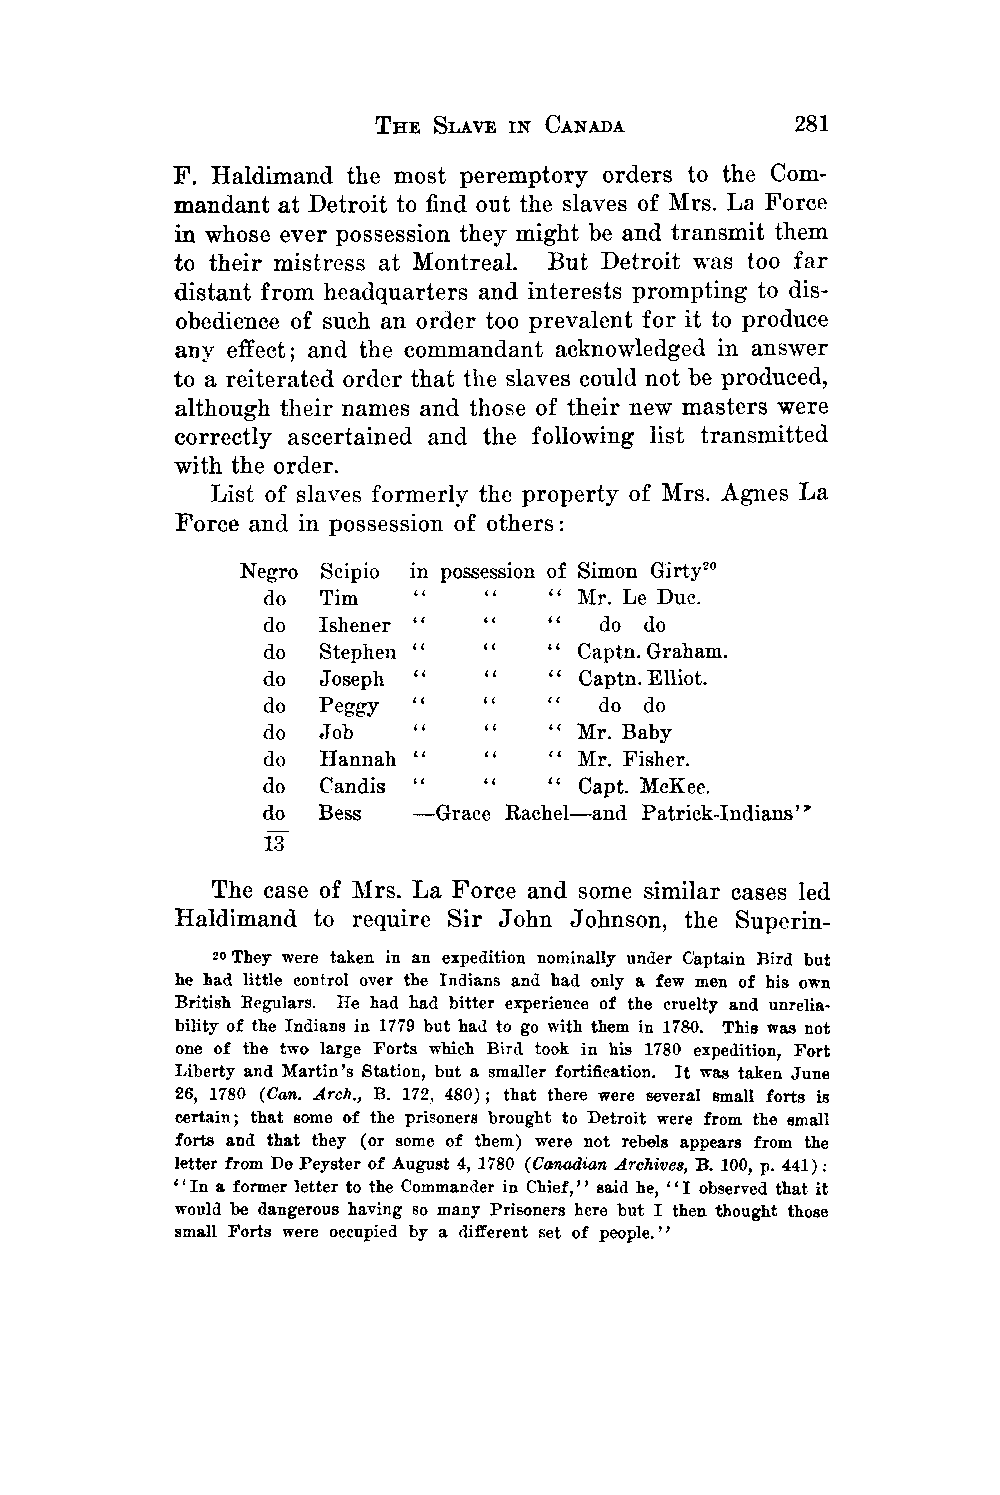 THE SLAVE IN CANADA 281
F. Haldimand the most peremptory orders to the Com-
mandant at Detroit to find out the slaves of Mrs. La Force
in whose ever possession they might be and transmit them
to their mistress at Montreal. But Detroit was too far
distant from headquarters and interests prompting to dis-
obedience of such an order too prevalent for it to produce
any effect; and the commandant acknowledged in answer
to a reiterated order that the slaves could not be produced,
although their names and those of their new masters were
correctly ascertained and the following list transmitted
with the order.
List of slaves formerly the property of Mrs. Agnes La
Force and in possession of others:
Negro Scipio in possession of Simon Girty²⁰
do Tim “ “ “ Mr. Le Duc.
do Ishener “ “ “ do do
do Stephen “ “ “ Captn. Graham.
do Joseph “ “ “ Captn. Elliot.
do Peggy “ “ “ do do
do Job “ “ “ Mr. Baby
do Hannah “ “ “ Mr. Fisher.
do Candis “ “ “ Capt. McKee.
do Bess —Grace Rachel—and Patrick-Indians’’
13
The case of Mrs. La Force and some similar cases led
Haldimand to require Sir John Johnson, the Superin-
²⁰ They were taken in an expedition nominally under Captain Bird but
he had little control over the Indians and had only a few men of his own
British Regulars. He had had bitter experience of the cruelty and unrelia-
bility of the Indians in 1779 but had to go with them in 1780. This was not
one of the two large Forts which Bird took in his 1780 expedition, Fort
Liberty and Martin's Station, but a smaller fortification. It was taken June
26, 1780 (Can. Arch., B. 172, 480); that there were several small forts is
certain; that some of the prisoners brought to Detroit were from the small
forts and that they (or some of them) were not rebels appears from the
letter from De Peyster of August 4, 1780 (Canadian Archives, B. 100, p. 441):
‘‘In a former letter to the Commander in Chief,’’ said he, ‘‘I observed that it
would be dangerous having so many Prisoners here but I then thought those
small Forts were occupied by a different set of people.’’